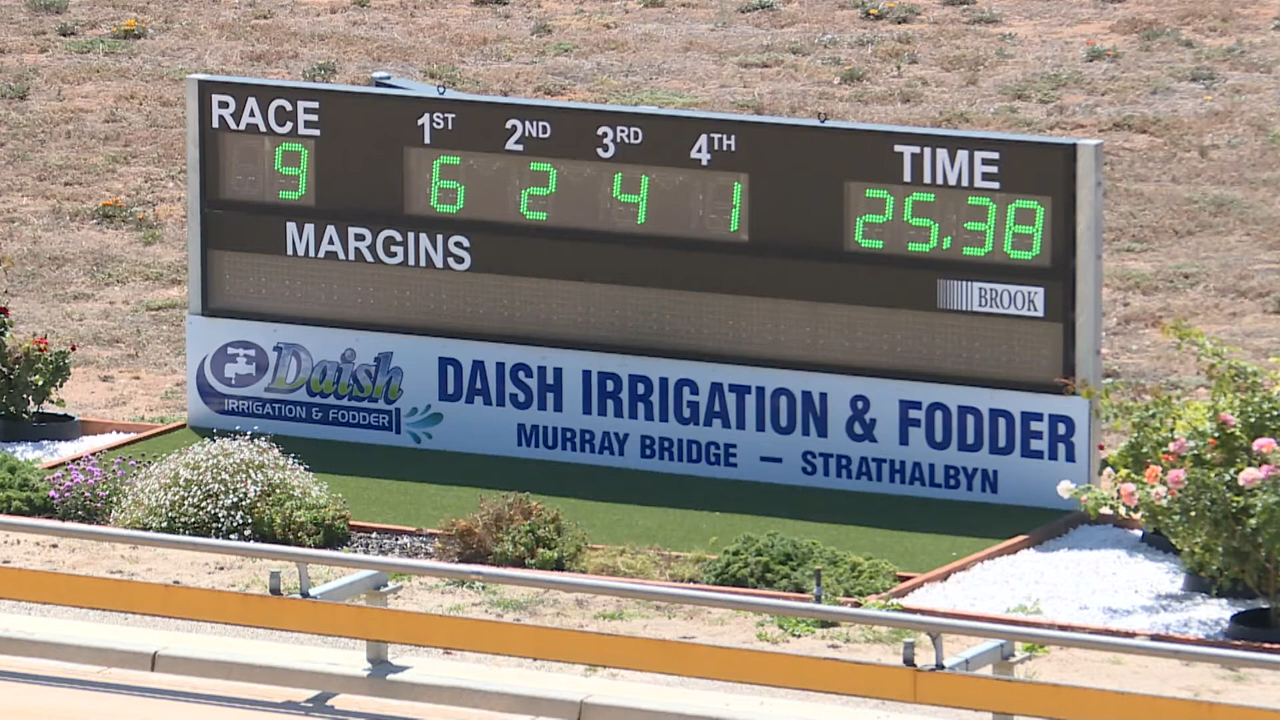 RACE 1ST 2ND 3RD 4TH TIME
9 6 2 4 1 25.38
MARGINS
BROOK
Daish
IRRIGATION & FODDER
DAISH IRRIGATION & FODDER
MURRAY BRIDGE – STRATHALBYN